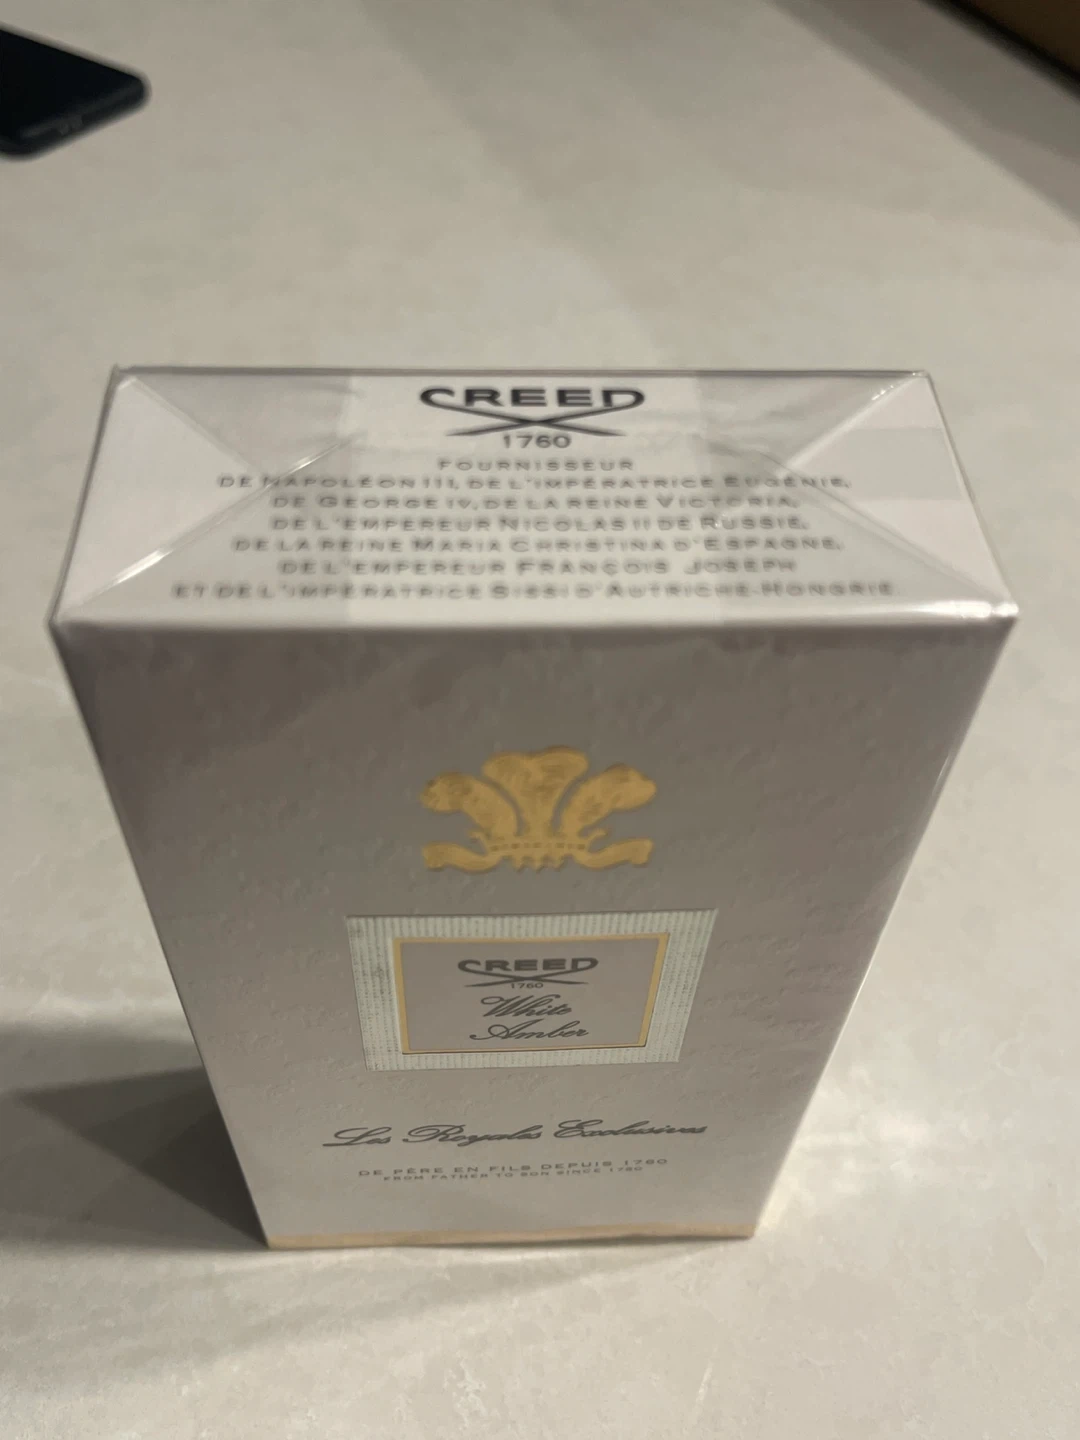 CREED
1760
FOURNISSEUR
DE NAPOLÉON III, DE L'IMPÉRATRICE EUGÉNIE,
DE GEORGE IV, DE LA REINE VICTORIA,
DE L'EMPEREUR NICOLAS II DE RUSSIE,
DE LA REINE MARIA CHRISTINA D'ESPAGNE,
DE L'EMPEREUR FRANÇOIS JOSEPH
ET DE L'IMPÉRATRICE SISSI D'AUTRICHE-HONGRIE.
CREED
1760
White
Amber
Les Royales Exclusives
DE PÈRE EN FILS DEPUIS 1760
FROM FATHER TO SON SINCE 1760